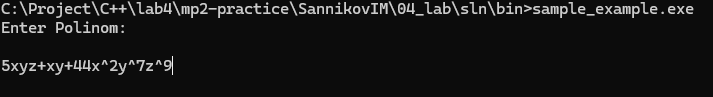 C:\Project\C++\lab4\mp2-practice\SannikovIM\04_lab\sln\bin>sample_example.exe
Enter Polinom:
5xyz+xy+44x^2y^7z^9